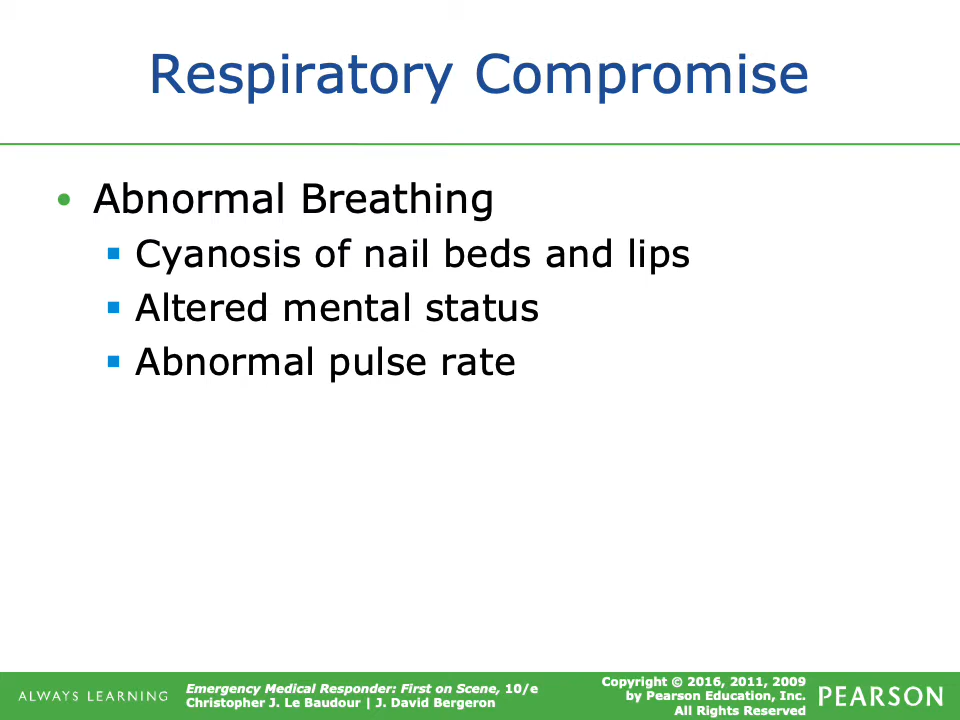 Respiratory Compromise
• Abnormal Breathing
▪ Cyanosis of nail beds and lips
▪ Altered mental status
▪ Abnormal pulse rate
ALWAYS LEARNING
Emergency Medical Responder: First on Scene, 10/e
Christopher J. Le Baudour | J. David Bergeron
Copyright © 2016, 2011, 2009
by Pearson Education, Inc.
All Rights Reserved
PEARSON